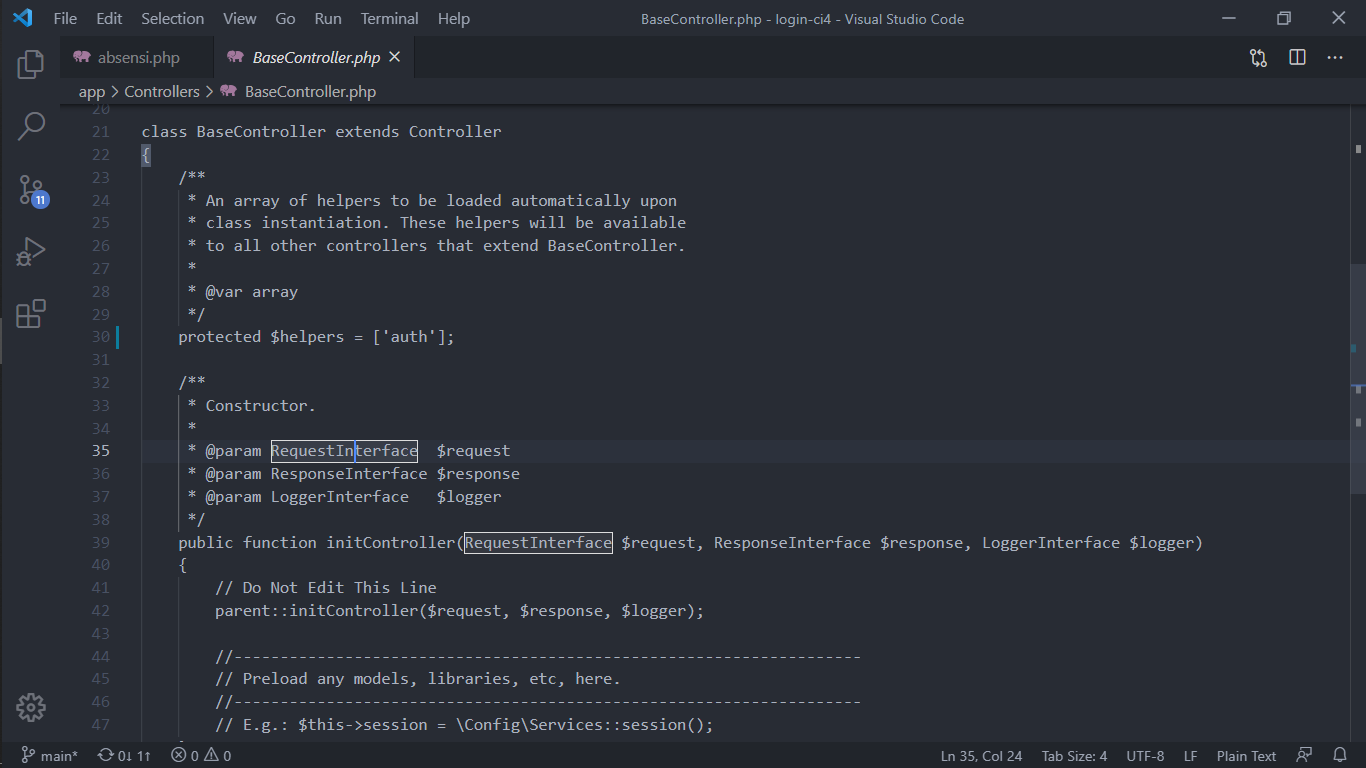 File Edit Selection View Go Run Terminal Help BaseController.php - login-ci4 - Visual Studio Code
absensi.php BaseController.php
app > Controllers > BaseController.php
20
21 class BaseController extends Controller
22 {
23 /**
24 * An array of helpers to be loaded automatically upon
25 * class instantiation. These helpers will be available
26 * to all other controllers that extend BaseController.
27 *
28 * @var array
29 */
30 protected $helpers = ['auth'];
31
32 /**
33 * Constructor.
34 *
35 * @param RequestInterface $request
36 * @param ResponseInterface $response
37 * @param LoggerInterface $logger
38 */
39 public function initController(RequestInterface $request, ResponseInterface $response, LoggerInterface $logger)
40 {
41 // Do Not Edit This Line
42 parent::initController($request, $response, $logger);
43
44 //--------------------------------------------------------------------
45 // Preload any models, libraries, etc, here.
46 //--------------------------------------------------------------------
47 // E.g.: $this->session = \Config\Services::session();
11
main* 0↓ 1↑ 0 0 Ln 35, Col 24 Tab Size: 4 UTF-8 LF Plain Text